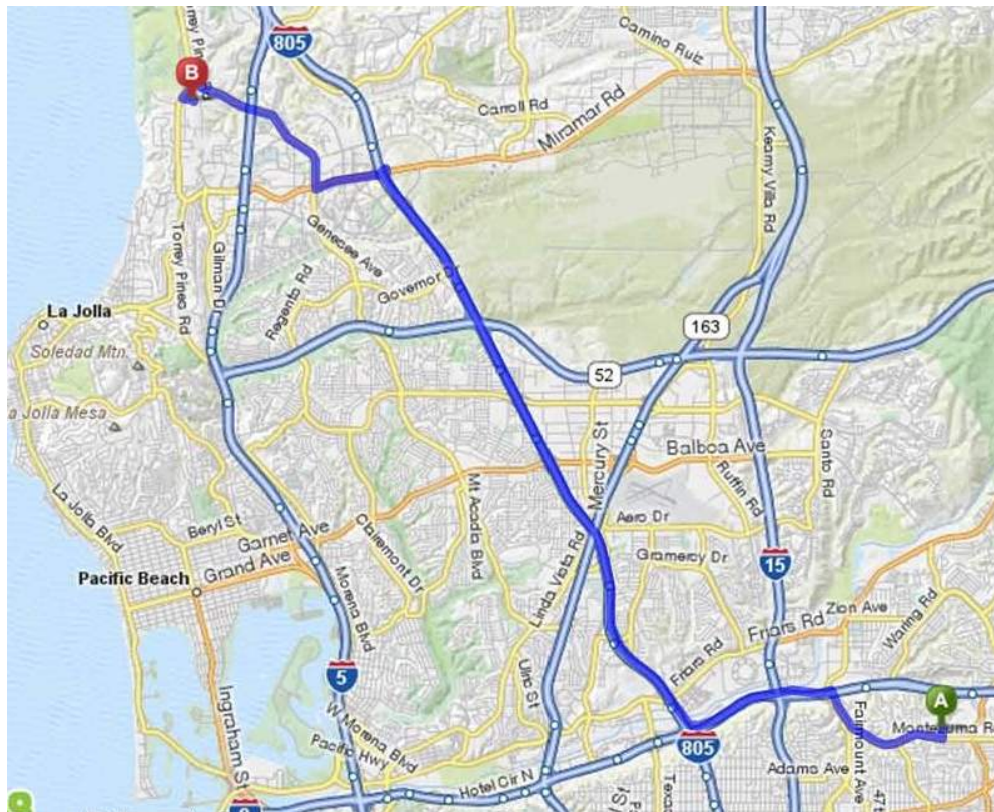 805
Camino Ruiz
B
Carroll Rd
Miramar Rd
Kearny Villa Rd
Torrey Pines Rd
Gilman D
Genesee Ave
Regents Rd
Governor
La Jolla
163
Soledad Mtn.
52
a Jolla Mesa
Balboa Ave
Mercury St
Santo Rd
Ruffin Rd
Mt Acadia Blvd
La Jolla Blvd
Beryl St
Garnet Ave
Clairemont Dr
Aero Dr
Grand Ave
Gramercy Dr
Linda Vista Rd
15
Pacific Beach
Morena Blvd
Zion Ave
Waring Rd
Friars Rd
Friars Rd
5
Ulric St
A
Ingraham St
W Morena Blvd
Fairmount Ave
Montezuma R
805
Pacific Hwy
Adams Ave
Hotel Cir N
Texas
47